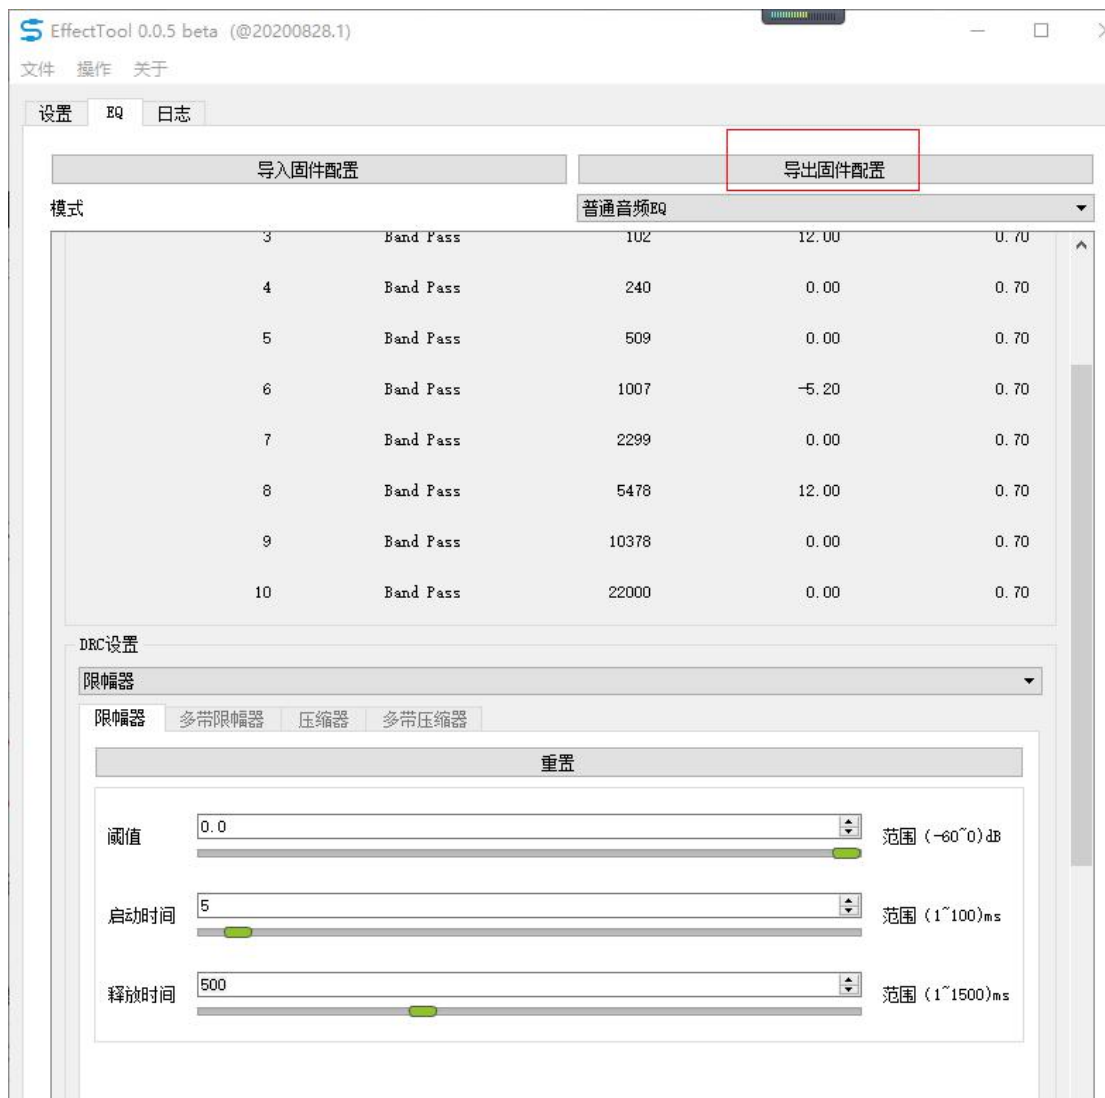 EffectTool 0.0.5 beta (@20200828.1)
文件 操作 关于
设置 EQ 日志
导入固件配置 导出固件配置
模式 普通音频EQ
3 Band Pass 102 12.00 0.70
4 Band Pass 240 0.00 0.70
5 Band Pass 509 0.00 0.70
6 Band Pass 1007 -5.20 0.70
7 Band Pass 2299 0.00 0.70
8 Band Pass 5478 12.00 0.70
9 Band Pass 10378 0.00 0.70
10 Band Pass 22000 0.00 0.70
DRC设置
限幅器
限幅器 多带限幅器 压缩器 多带压缩器
重置
阈值 0.0 范围(-60~0)dB
启动时间 5 范围(1~100)ms
释放时间 500 范围(1~1500)ms